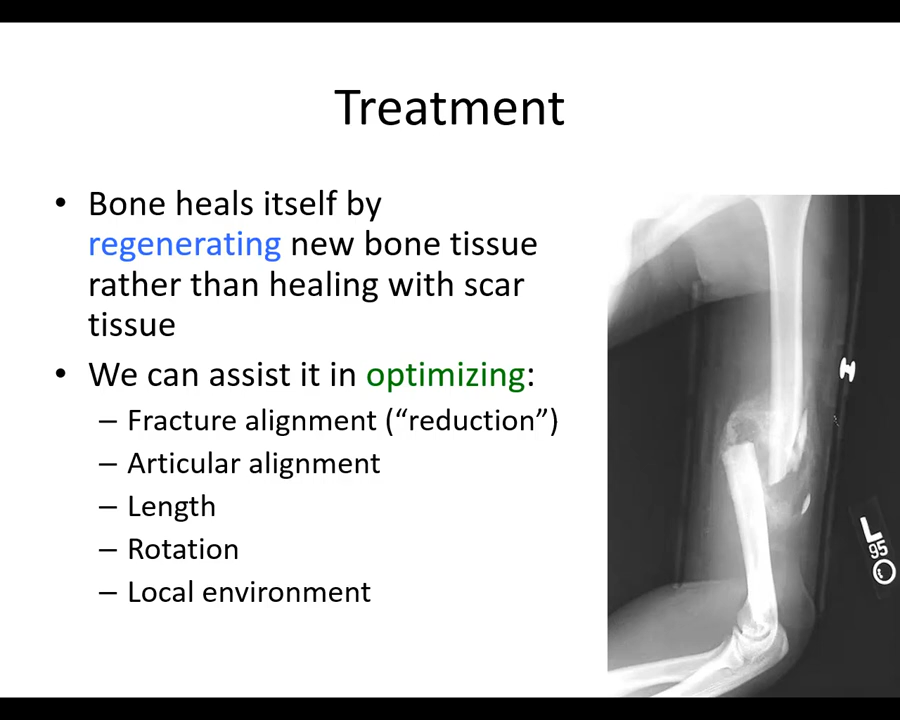 Treatment
• Bone heals itself by
regenerating new bone tissue
rather than healing with scar
tissue
• We can assist it in optimizing:
– Fracture alignment (“reduction”)
– Articular alignment
– Length
– Rotation
– Local environment
H
L
95